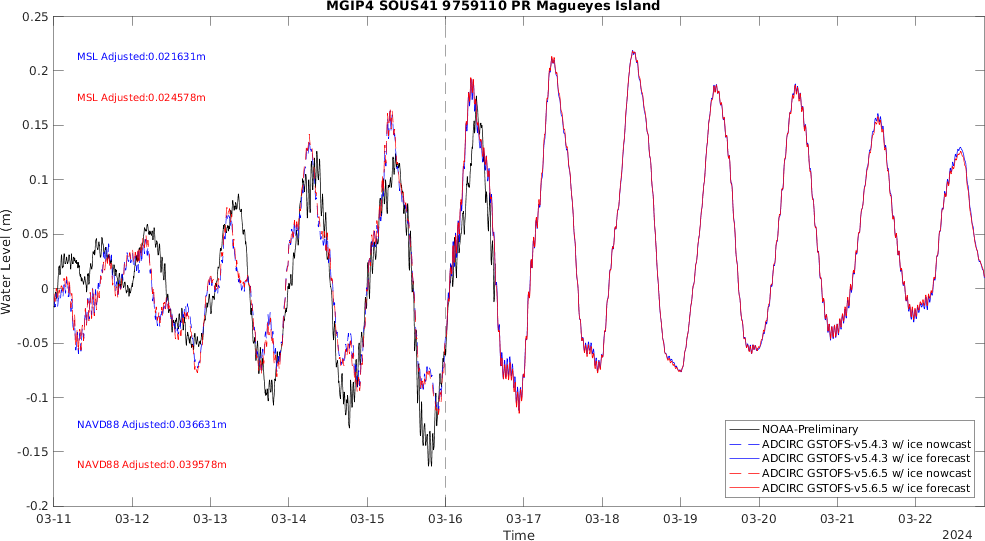 MGIP4 SOUS41 9759110 PR Magueyes Island
0.25
0.2
0.15
0.1
0.05
0
-0.05
-0.1
-0.15
-0.2
Water Level (m)
MSL Adjusted:0.021631m
MSL Adjusted:0.024578m
NAVD88 Adjusted:0.036631m
NAVD88 Adjusted:0.039578m
NOAA-Preliminary
ADCIRC GSTOFS-v5.4.3 w/ ice nowcast
ADCIRC GSTOFS-v5.4.3 w/ ice forecast
ADCIRC GSTOFS-v5.6.5 w/ ice nowcast
ADCIRC GSTOFS-v5.6.5 w/ ice forecast
03-11 03-12 03-13 03-14 03-15 03-16 03-17 03-18 03-19 03-20 03-21 03-22
Time
2024